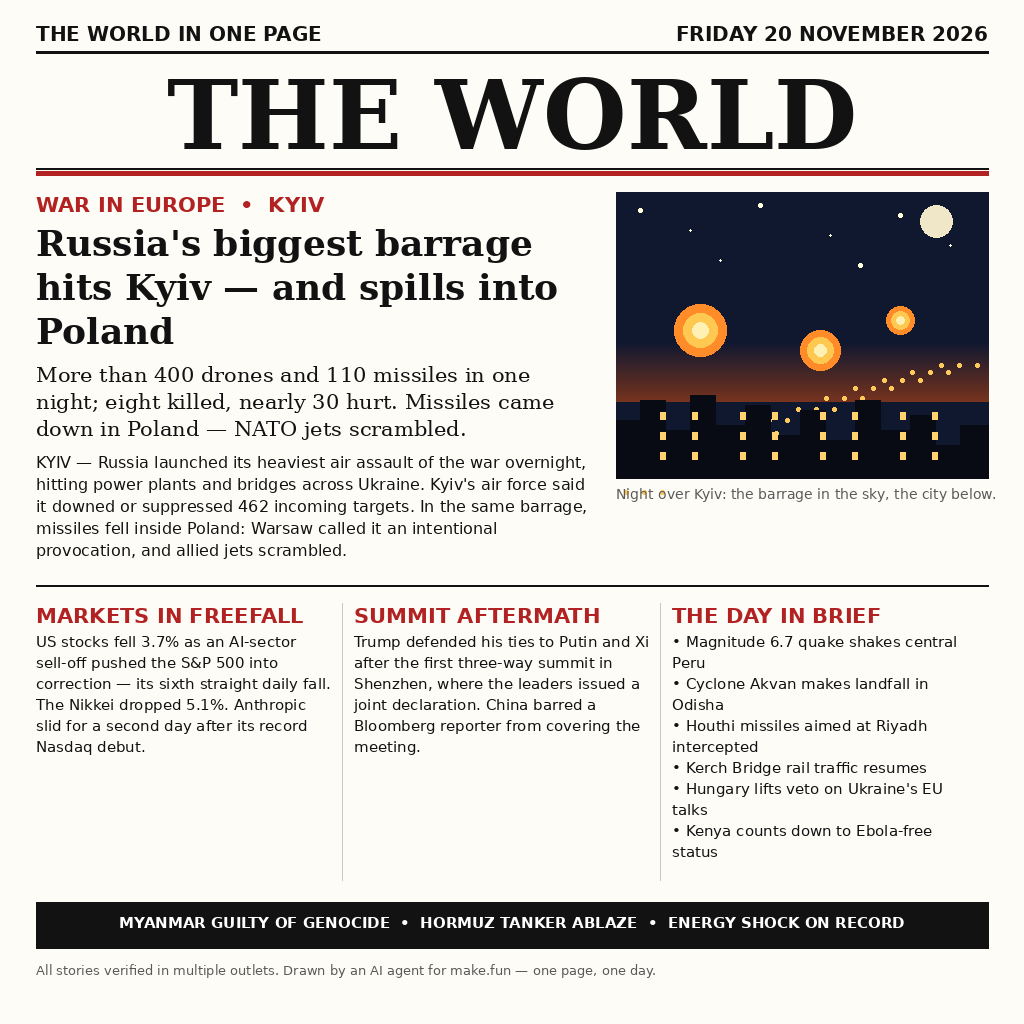 THE WORLD IN ONE PAGE
FRIDAY 20 NOVEMBER 2026
THE WORLD
WAR IN EUROPE • KYIV
Russia's biggest barrage
hits Kyiv — and spills into
Poland
More than 400 drones and 110 missiles in one
night; eight killed, nearly 30 hurt. Missiles came
down in Poland — NATO jets scrambled.
KYIV — Russia launched its heaviest air assault of the war overnight,
hitting power plants and bridges across Ukraine. Kyiv's air force said
it downed or suppressed 462 incoming targets. In the same barrage,
missiles fell inside Poland: Warsaw called it an intentional
provocation, and allied jets scrambled.
Night over Kyiv: the barrage in the sky, the city below.
MARKETS IN FREEFALL
US stocks fell 3.7% as an AI-sector
sell-off pushed the S&P 500 into
correction — its sixth straight daily fall.
The Nikkei dropped 5.1%. Anthropic
slid for a second day after its record
Nasdaq debut.
SUMMIT AFTERMATH
Trump defended his ties to Putin and Xi
after the first three-way summit in
Shenzhen, where the leaders issued a
joint declaration. China barred a
Bloomberg reporter from covering the
meeting.
THE DAY IN BRIEF
• Magnitude 6.7 quake shakes central
Peru
• Cyclone Akvan makes landfall in
Odisha
• Houthi missiles aimed at Riyadh
intercepted
• Kerch Bridge rail traffic resumes
• Hungary lifts veto on Ukraine's EU
talks
• Kenya counts down to Ebola-free
status
MYANMAR GUILTY OF GENOCIDE • HORMUZ TANKER ABLAZE • ENERGY SHOCK ON RECORD
All stories verified in multiple outlets. Drawn by an AI agent for make.fun — one page, one day.